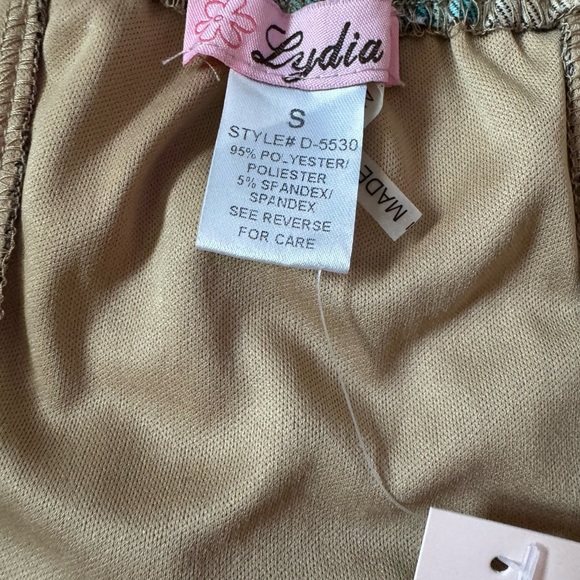 Lydia
S
STYLE# D-5530
95% POLYESTER/
POLIESTER
5% SPANDEX/
SPANDEX
SEE REVERSE
FOR CARE
MADE